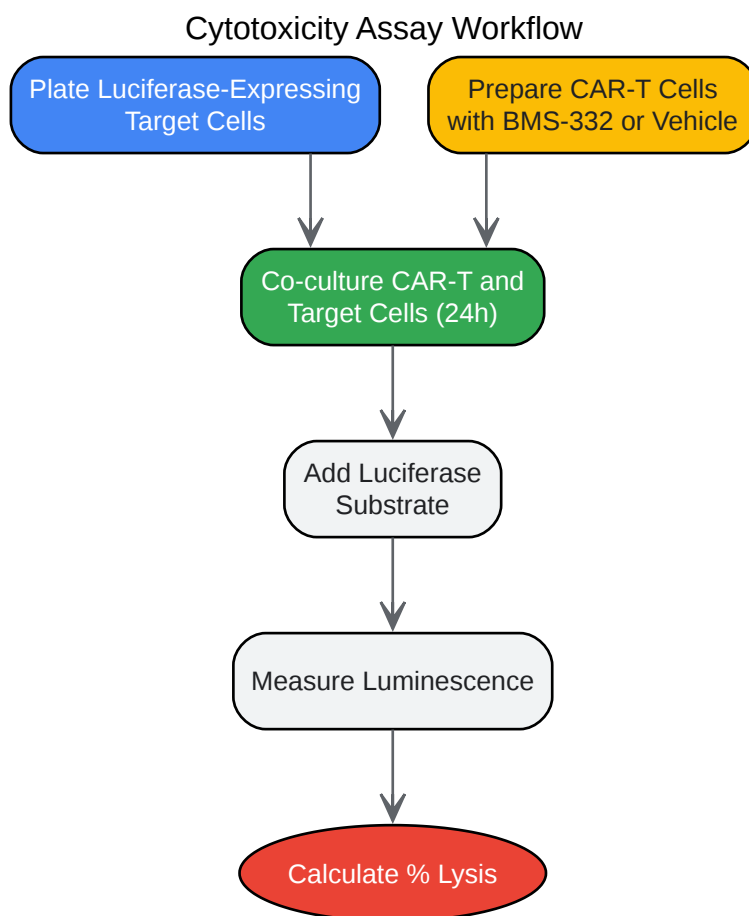 Cytotoxicity Assay Workflow
Plate Luciferase-Expressing
Target Cells
Prepare CAR-T Cells
with BMS-332 or Vehicle
Co-culture CAR-T and
Target Cells (24h)
Add Luciferase
Substrate
Measure Luminescence
Calculate % Lysis